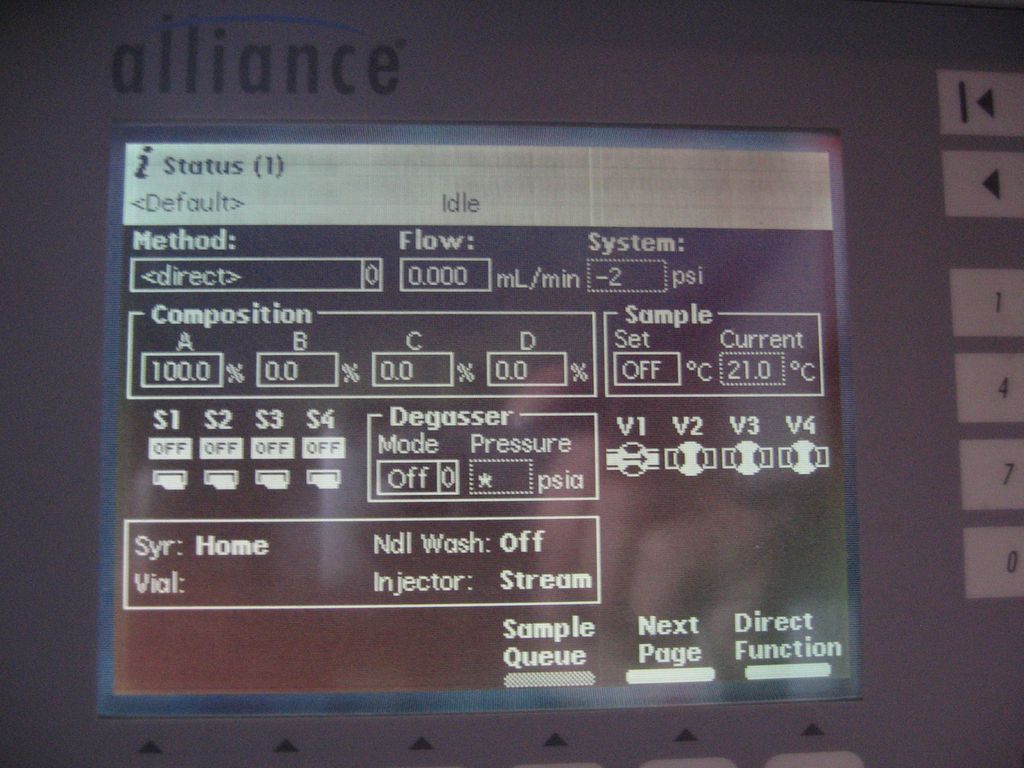 alliance
i Status (1)
<Default> Idle
Method: Flow: System:
<direct> 0 0.000 mL/min -2 psi
Composition Sample
A B C D Set Current
100.0 % 0.0 % 0.0 % 0.0 % OFF °C 21.0 °C
S1 S2 S3 S4 Degasser V1 V2 V3 V4
OFF OFF OFF OFF Mode Pressure
Off 0 * psia
Syr: Home Ndl Wash: Off
Vial: Injector: Stream
Sample Next Direct
Queue Page Function
1
4
7
0